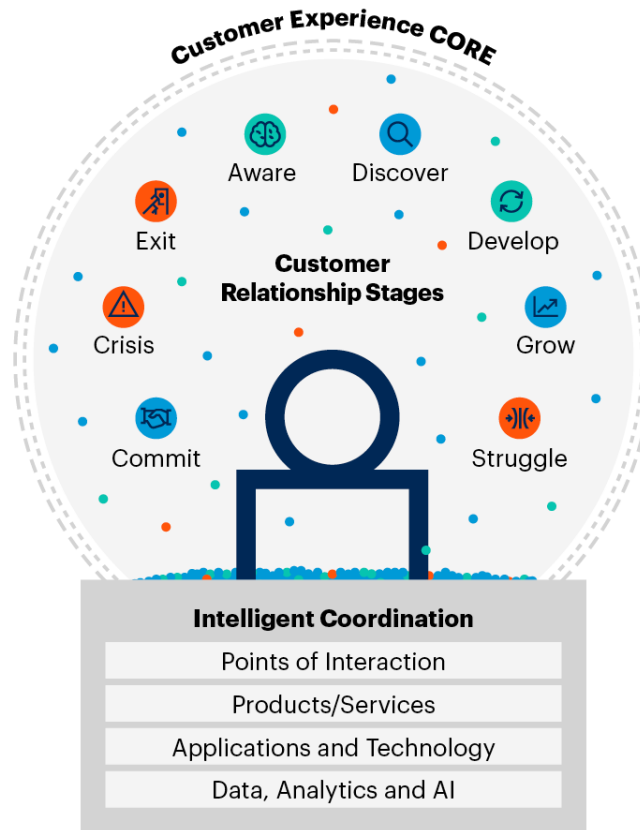 Customer Experience CORE
Aware
Discover
Exit
Develop
Customer
Relationship Stages
Crisis
Grow
Commit
Struggle
Intelligent Coordination
Points of Interaction
Products/Services
Applications and Technology
Data, Analytics and AI